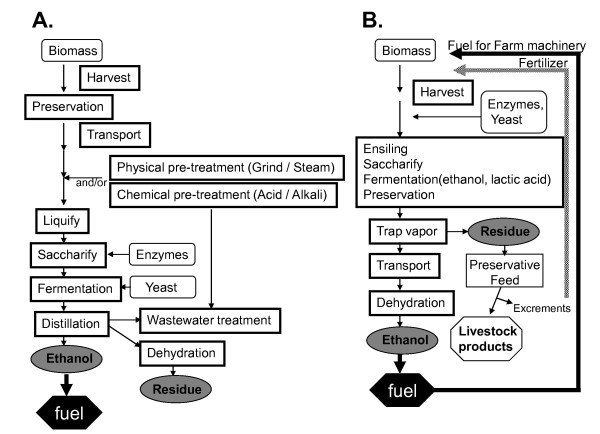 A.
Biomass
Harvest
Preservation
Transport
Physical pre-treatment (Grind / Steam)
and/or
Chemical pre-treatment (Acid / Alkali)
Liquify
Saccharify
Enzymes
Fermentation
Yeast
Distillation
Wastewater treatment
Ethanol
Dehydration
Residue
fuel
B.
Biomass
Fuel for Farm machinery
Fertilizer
Harvest
Enzymes,
Yeast
Ensiling
Saccharify
Fermentation(ethanol, lactic acid)
Preservation
Trap vapor
Residue
Transport
Preservative
Feed
Dehydration
Excrements
Ethanol
Livestock
products
fuel